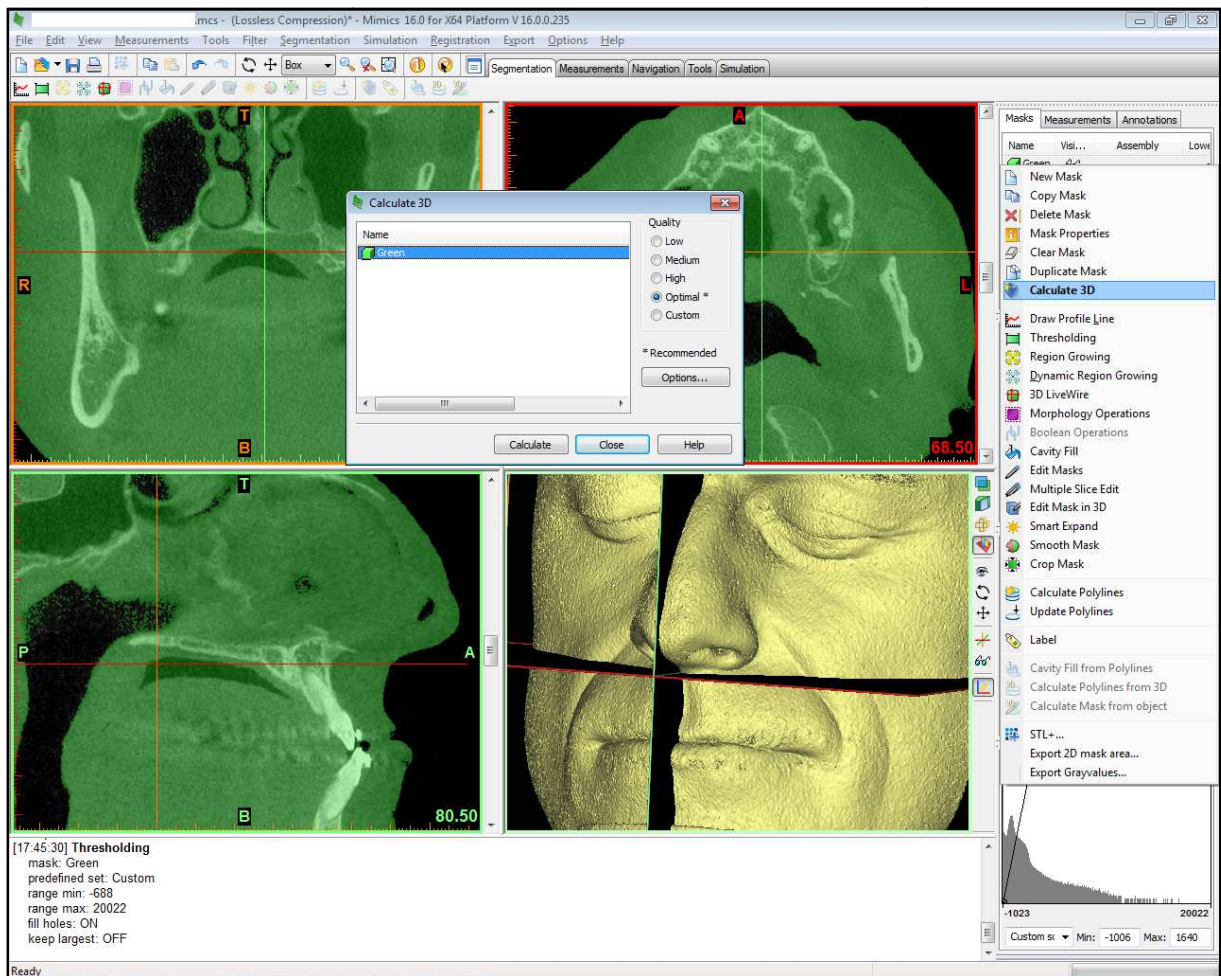 .mcs - (Lossless Compression)* - Mimics 16.0 for X64 Platform V 16.0.0.235
File Edit View Measurements Tools Filter Segmentation Simulation Registration Export Options Help
Box
Segmentation Measurements Navigation Tools Simulation
T
R
B
A
L
68.50
Masks Measurements Annotations
Name Visi... Assembly Lowe
Green
New Mask
Copy Mask
Delete Mask
Mask Properties
Clear Mask
Duplicate Mask
Calculate 3D
Draw Profile Line
Thresholding
Region Growing
Dynamic Region Growing
3D LiveWire
Morphology Operations
Boolean Operations
Cavity Fill
Edit Masks
Multiple Slice Edit
Edit Mask in 3D
Smart Expand
Smooth Mask
Crop Mask
Calculate Polylines
Update Polylines
Label
Cavity Fill from Polylines
Calculate Polylines from 3D
Calculate Mask from object
STL+...
Export 2D mask area...
Export Grayvalues...
Calculate 3D
Name
Green
Quality
Low
Medium
High
Optimal *
Custom
* Recommended
Options...
Calculate Close Help
T
P
A
B
80.50
[17:45:30] Thresholding
mask: Green
predefined set: Custom
range min: -688
range max: 20022
fill holes: ON
keep largest: OFF
-1023 20022
Custom sc Min: -1006 Max: 1640
Ready